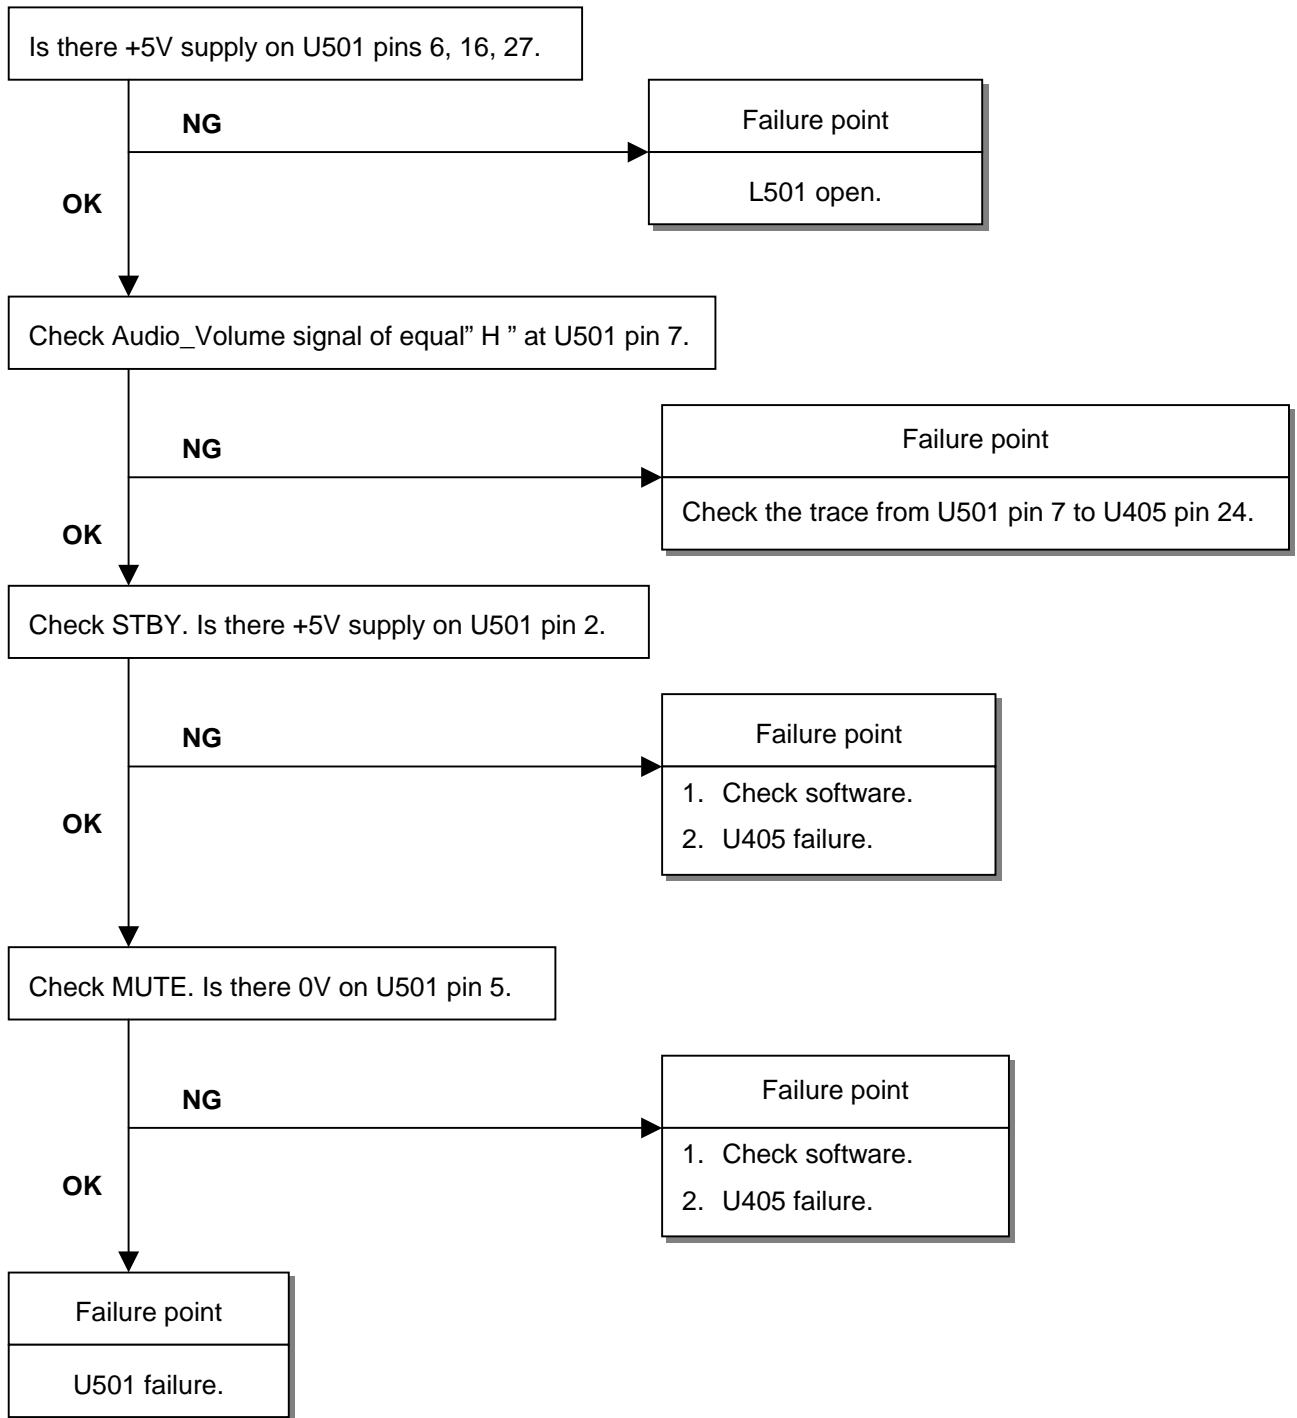 Is there +5V supply on U501 pins 6, 16, 27.
NG
Failure point
L501 open.
OK
Check Audio_Volume signal of equal” H ” at U501 pin 7.
NG
Failure point
Check the trace from U501 pin 7 to U405 pin 24.
OK
Check STBY. Is there +5V supply on U501 pin 2.
NG
Failure point
1. Check software.
2. U405 failure.
OK
Check MUTE. Is there 0V on U501 pin 5.
NG
Failure point
1. Check software.
2. U405 failure.
OK
Failure point
U501 failure.